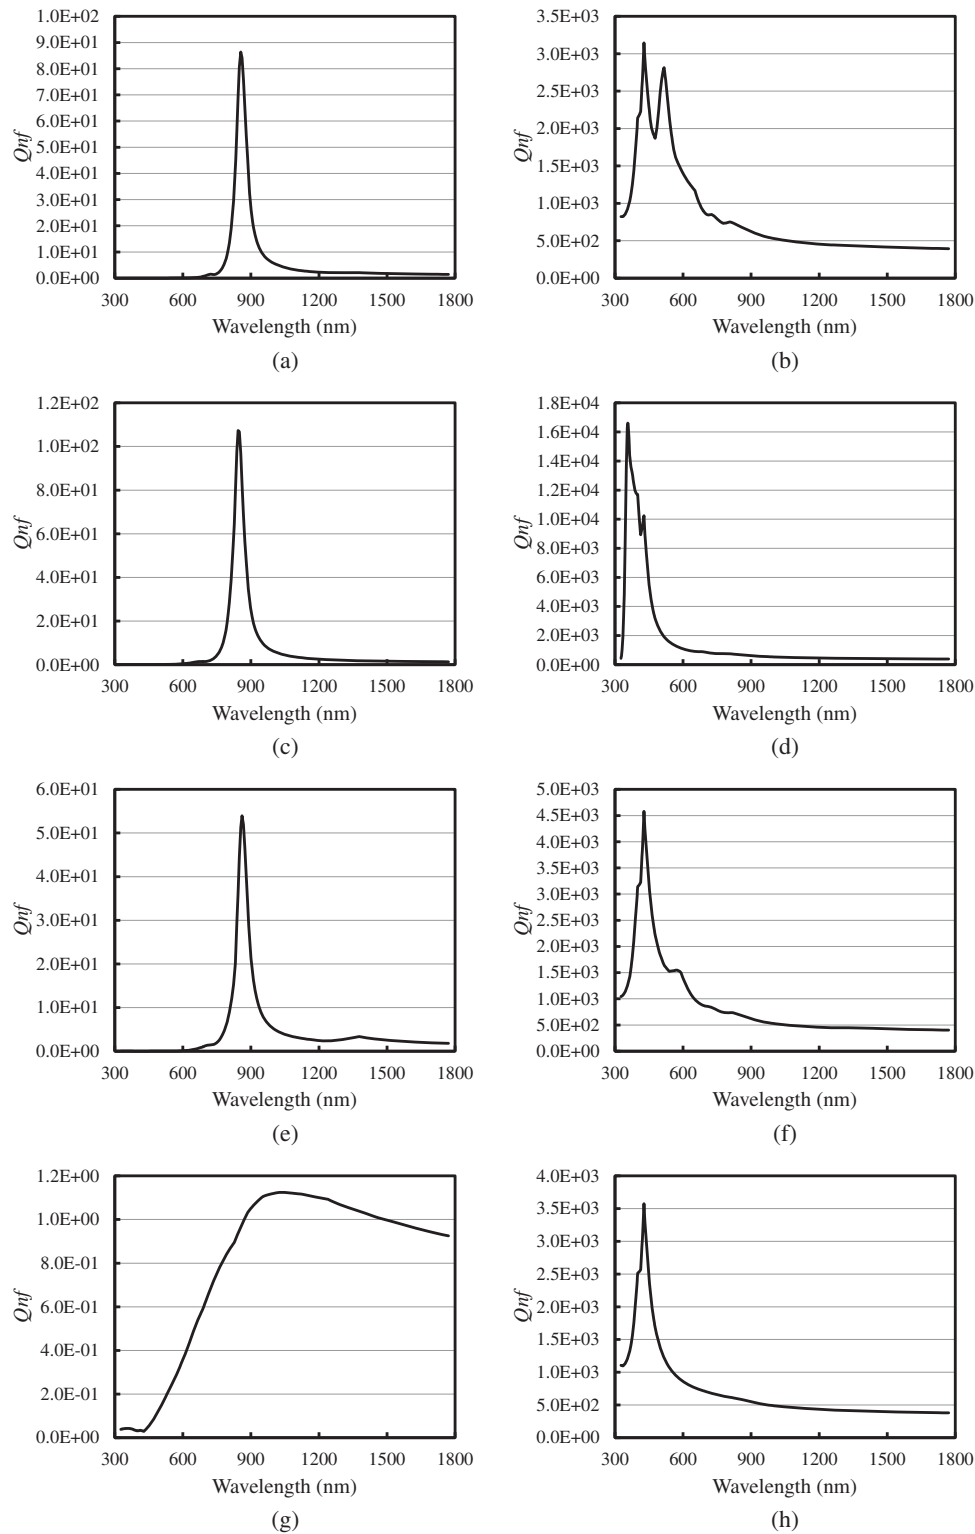 1.0E+02
9.0E+01
8.0E+01
7.0E+01
6.0E+01
5.0E+01
4.0E+01
3.0E+01
2.0E+01
1.0E+01
0.0E+00
Qnf
300 600 900 1200 1500 1800
Wavelength (nm)
(a)
3.5E+03
3.0E+03
2.5E+03
2.0E+03
1.5E+03
1.0E+03
5.0E+02
0.0E+00
Qnf
300 600 900 1200 1500 1800
Wavelength (nm)
(b)
1.2E+02
1.0E+02
8.0E+01
6.0E+01
4.0E+01
2.0E+01
0.0E+00
Qnf
300 600 900 1200 1500 1800
Wavelength (nm)
(c)
1.8E+04
1.6E+04
1.4E+04
1.2E+04
1.0E+04
8.0E+03
6.0E+03
4.0E+03
2.0E+03
0.0E+00
Qnf
300 600 900 1200 1500 1800
Wavelength (nm)
(d)
6.0E+01
5.0E+01
4.0E+01
3.0E+01
2.0E+01
1.0E+01
0.0E+00
Qnf
300 600 900 1200 1500 1800
Wavelength (nm)
(e)
5.0E+03
4.5E+03
4.0E+03
3.5E+03
3.0E+03
2.5E+03
2.0E+03
1.5E+03
1.0E+03
5.0E+02
0.0E+00
Qnf
300 600 900 1200 1500 1800
Wavelength (nm)
(f)
1.2E+00
1.0E+00
8.0E-01
6.0E-01
4.0E-01
2.0E-01
0.0E+00
Qnf
300 600 900 1200 1500 1800
Wavelength (nm)
(g)
4.0E+03
3.5E+03
3.0E+03
2.5E+03
2.0E+03
1.5E+03
1.0E+03
5.0E+02
0.0E+00
Qnf
300 600 900 1200 1500 1800
Wavelength (nm)
(h)